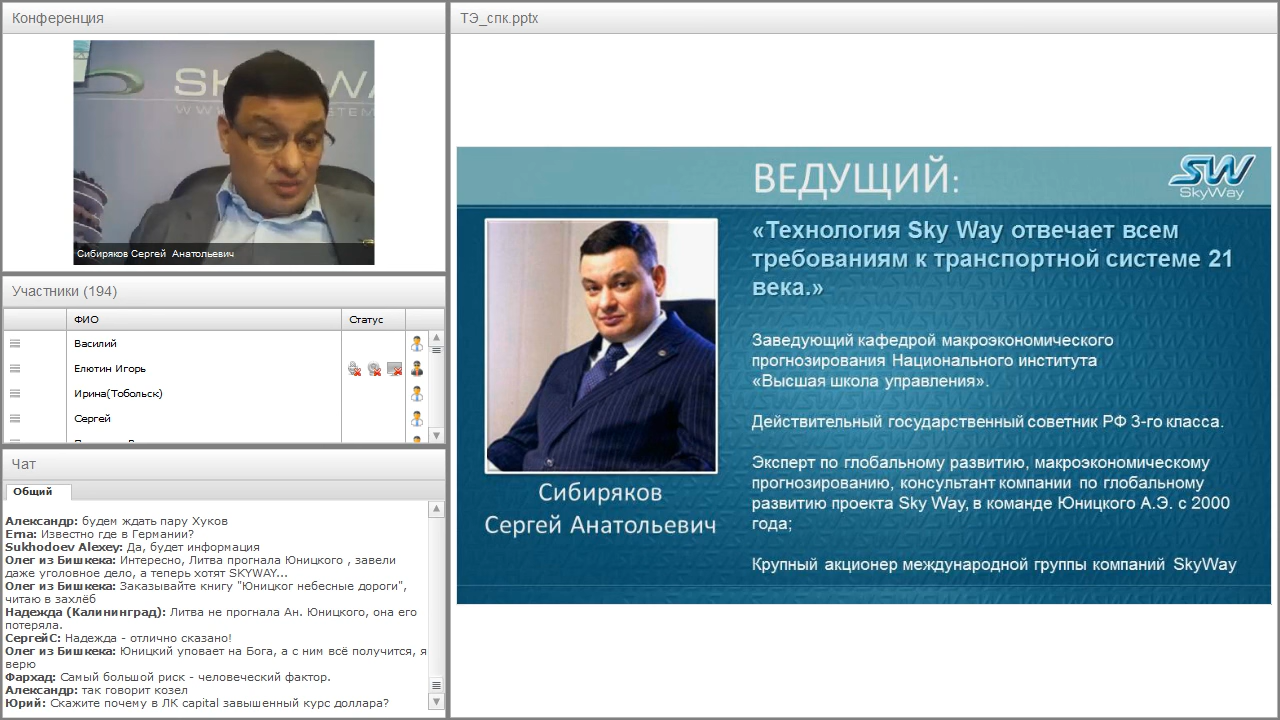 Конференция
SK
WA
WWW
STEM
Сибиряков Сергей Анатольевич
Участники (194)
ФИО
Статус
Василий
Елютин Игорь
Ирина(Тобольск)
Сергей
Чат
Общий
Александр: будем ждать пару Хуков
Erna: Известно где в Германии?
Sukhodoev Alexey: Да, будет информация
Олег из Бишкека: Интересно, Литва прогнала Юницкого , завели
даже уголовное дело, а теперь хотят SKYWAY...
Олег из Бишкека: Заказывайте книгу "Юницког небесные дороги",
читаю в захлёб
Надежда (Калининград): Литва не прогнала Ан. Юницкого, она его
потеряла.
СергейС: Надежда - отлично сказано!
Олег из Бишкека: Юницкий уповает на Бога, а с ним всё получится, я
верю
Фархад: Самый большой риск - человеческий фактор.
Александр: так говорит козел
Юрий: Скажите почему в ЛК capital завышенный курс доллара?
ТЭ_спк.pptx
ВЕДУЩИЙ:
SW
SkyWay
«Технология Sky Way отвечает всем
требованиям к транспортной системе 21
века.»
Заведующий кафедрой макроэкономического
прогнозирования Национального института
«Высшая школа управления».
Действительный государственный советник РФ 3-го класса.
Эксперт по глобальному развитию, макроэкономическому
прогнозированию, консультант компании по глобальному
развитию проекта Sky Way, в команде Юницкого А.Э. с 2000
года;
Крупный акционер международной группы компаний SkyWay
Сибиряков
Сергей Анатольевич